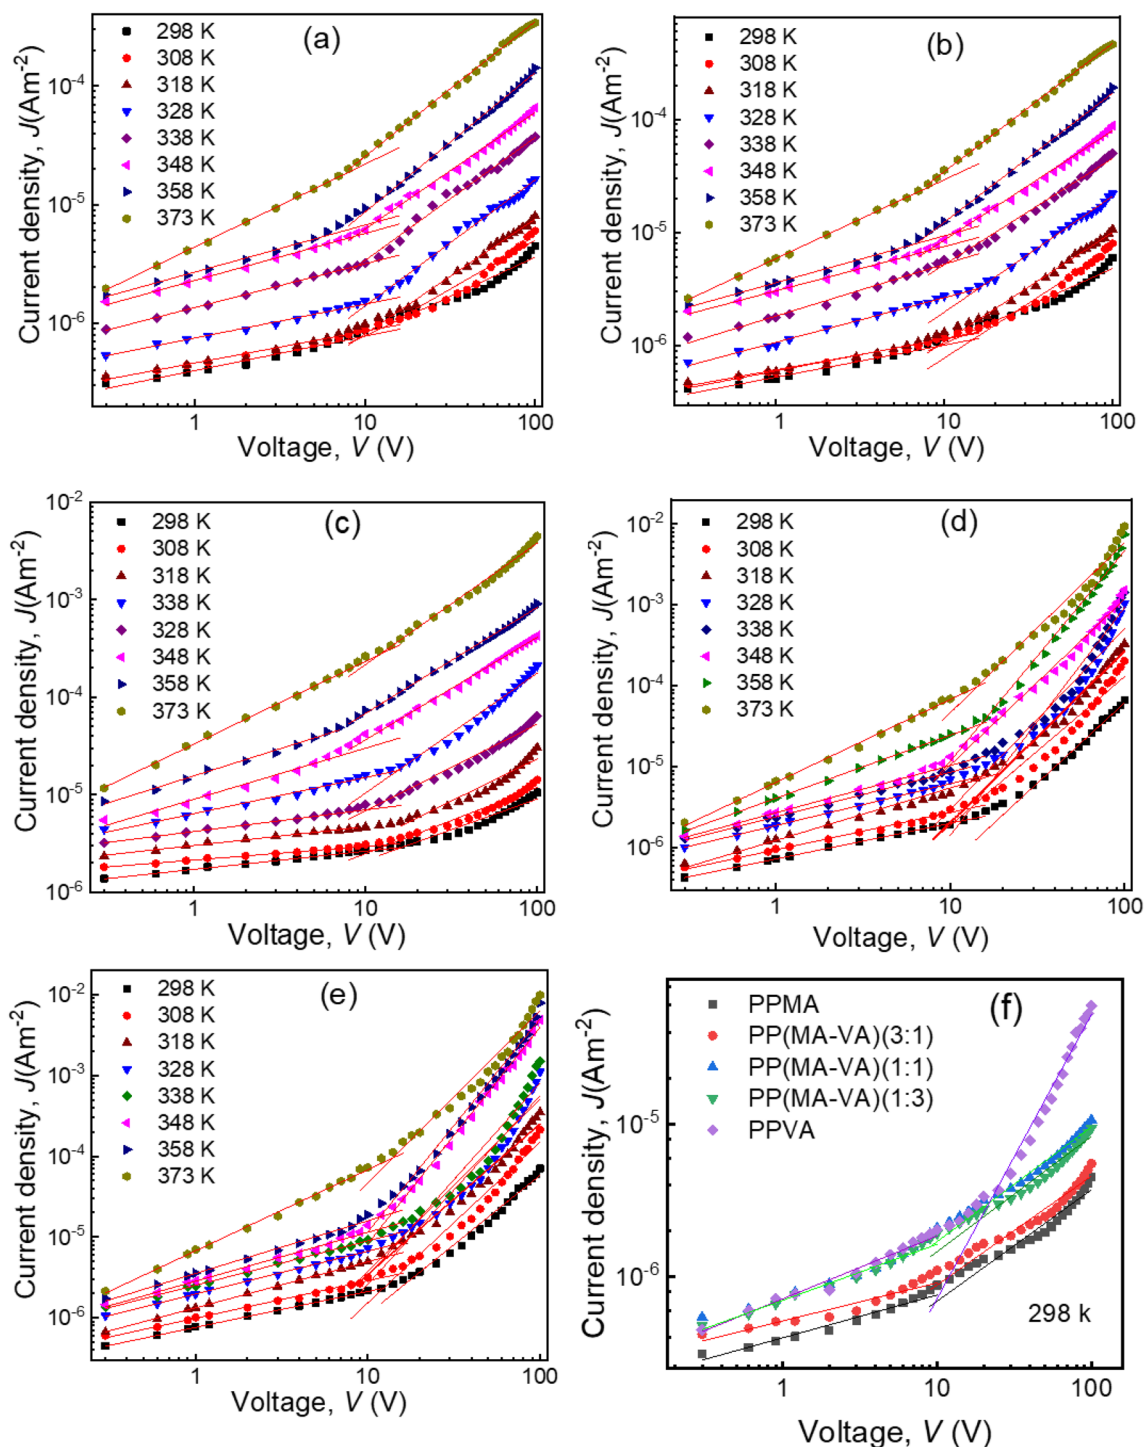 (a)
298 K
308 K
318 K
328 K
338 K
348 K
358 K
373 K
10⁻⁴
10⁻⁵
10⁻⁶
Current density, J(Am⁻²)
1 10 100
Voltage, V (V)
(b)
298 K
308 K
318 K
328 K
338 K
348 K
358 K
373 K
10⁻⁴
10⁻⁵
10⁻⁶
Current density, J(Am⁻²)
1 10 100
Voltage, V (V)
(c)
298 K
308 K
318 K
338 K
328 K
348 K
358 K
373 K
10⁻²
10⁻³
10⁻⁴
10⁻⁵
10⁻⁶
Current density, J(Am⁻²)
1 10 100
Voltage, V (V)
(d)
298 K
308 K
318 K
328 K
338 K
348 K
358 K
373 K
10⁻²
10⁻³
10⁻⁴
10⁻⁵
10⁻⁶
Current density, J(Am⁻²)
1 10 100
Voltage, V (V)
(e)
298 K
308 K
318 K
328 K
338 K
348 K
358 K
373 K
10⁻²
10⁻³
10⁻⁴
10⁻⁵
10⁻⁶
Current density, J(Am⁻²)
1 10 100
Voltage, V (V)
(f)
PPMA
PP(MA-VA)(3:1)
PP(MA-VA)(1:1)
PP(MA-VA)(1:3)
PPVA
10⁻⁵
10⁻⁶
298 k
Current density, J(Am⁻²)
1 10 100
Voltage, V (V)